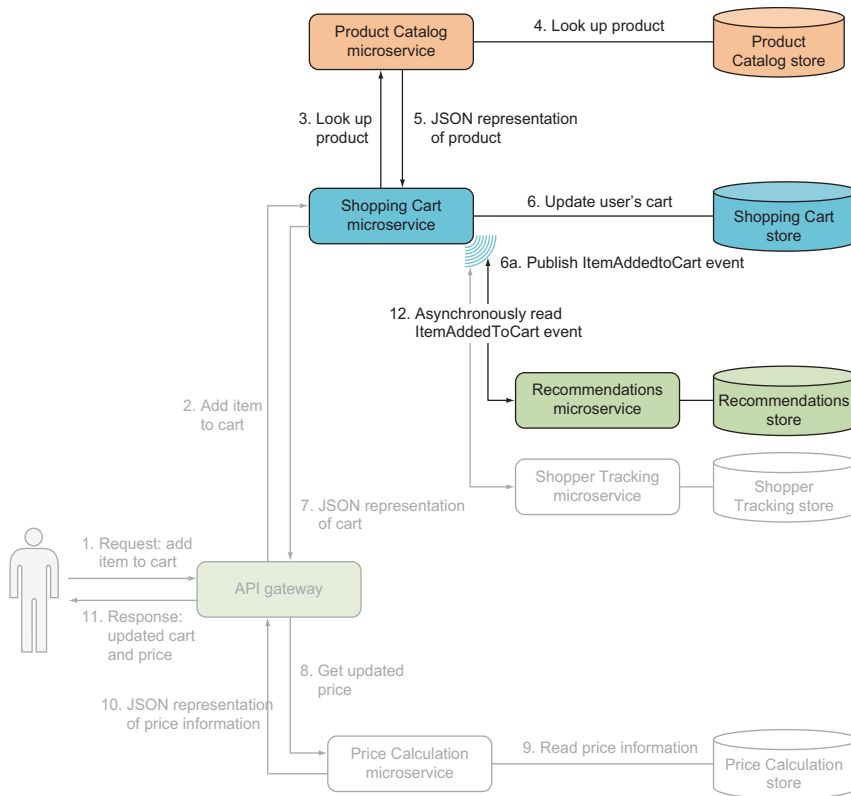 Product Catalog
microservice
4. Look up product
Product
Catalog store
3. Look up
product
5. JSON representation
of product
Shopping Cart
microservice
6. Update user's cart
Shopping Cart
store
6a. Publish ItemAddedtoCart event
12. Asynchronously read
ItemAddedToCart event
Recommendations
microservice
Recommendations
store
2. Add item
to cart
Shopper Tracking
microservice
Shopper
Tracking store
7. JSON representation
of cart
1. Request: add
item to cart
API gateway
11. Response:
updated cart
and price
8. Get updated
price
10. JSON representation
of price information
Price Calculation
microservice
9. Read price information
Price Calculation
store